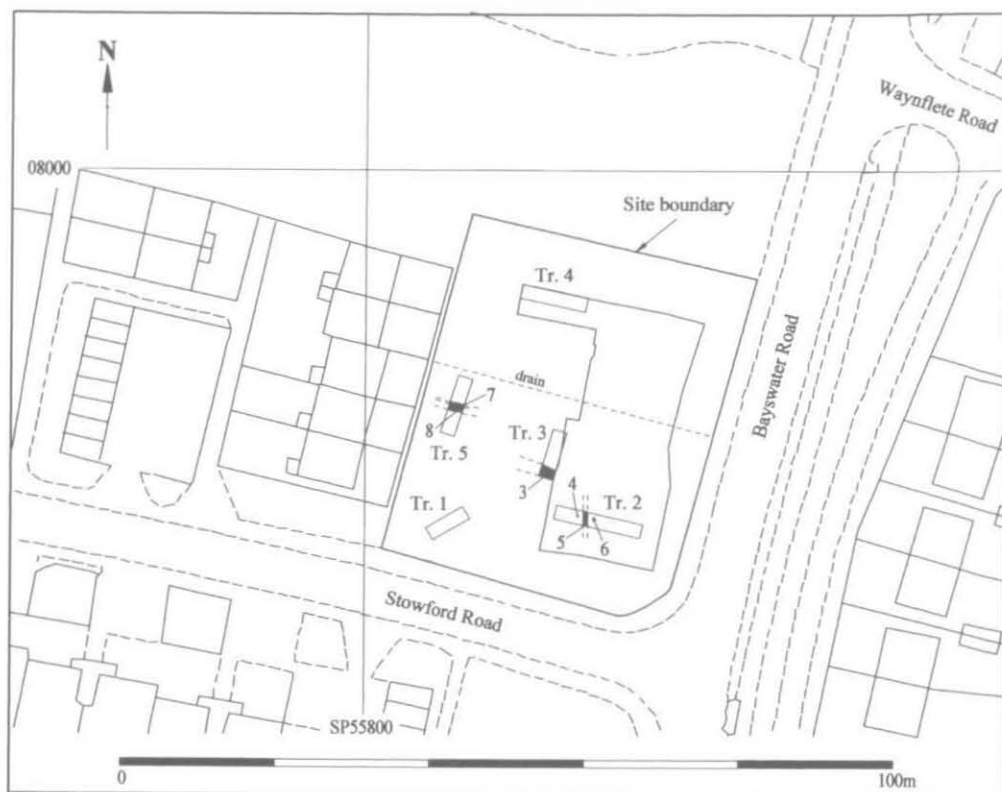 N
Waynflete Road
08000
Site boundary
Tr. 4
Bayswater Road
drain
7
8
Tr. 5
Tr. 3
3
4
Tr. 2
5
6
Tr. 1
Stowford Road
SP55800
0
100m